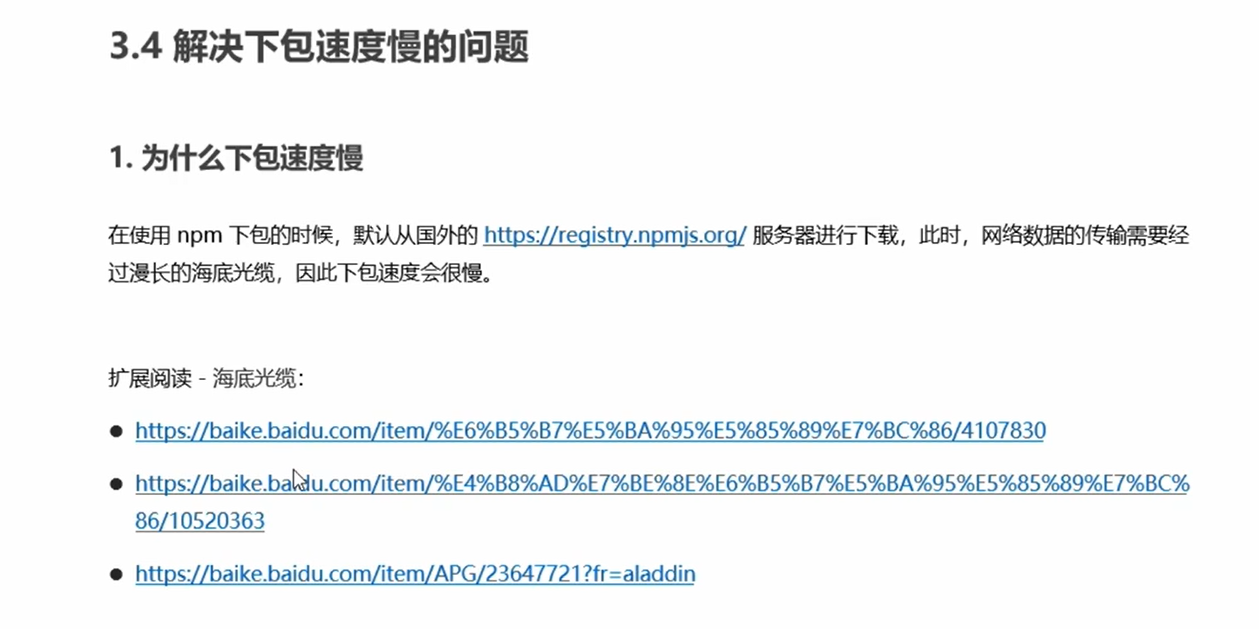 3.4 解决下包速度慢的问题
1. 为什么下包速度慢
在使用 npm 下包的时候，默认从国外的 https://registry.npmjs.org/ 服务器进行下载，此时，网络数据的传输需要经
过漫长的海底光缆，因此下包速度会很慢。
扩展阅读 - 海底光缆：
● https://baike.baidu.com/item/%E6%B5%B7%E5%BA%95%E5%85%89%E7%BC%86/4107830
● https://baike.baidu.com/item/%E4%B8%AD%E7%BE%8E%E6%B5%B7%E5%BA%95%E5%85%89%E7%BC%
86/10520363
● https://baike.baidu.com/item/APG/23647721?fr=aladdin